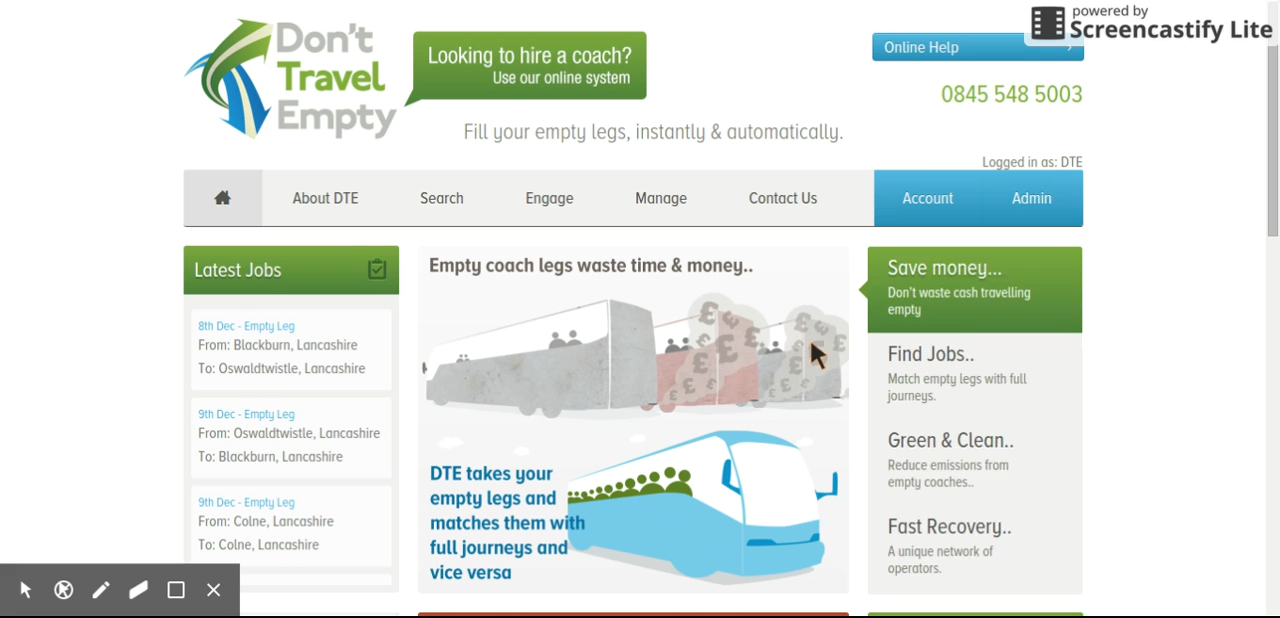 powered by
Screencastify Lite
Don't
Travel
Empty
Looking to hire a coach?
Use our online system
Online Help
0845 548 5003
Fill your empty legs, instantly & automatically.
Logged in as: DTE
About DTE
Search
Engage
Manage
Contact Us
Account
Admin
Latest Jobs
8th Dec - Empty Leg
From: Blackburn, Lancashire
To: Oswaldtwistle, Lancashire
9th Dec - Empty Leg
From: Oswaldtwistle, Lancashire
To: Blackburn, Lancashire
9th Dec - Empty Leg
From: Colne, Lancashire
To: Colne, Lancashire
Empty coach legs waste time & money..
DTE takes your
empty legs and
matches them with
full journeys and
vice versa
Save money...
Don't waste cash travelling
empty
Find Jobs..
Match empty legs with full
journeys.
Green & Clean..
Reduce emissions from
empty coaches..
Fast Recovery..
A unique network of
operators.